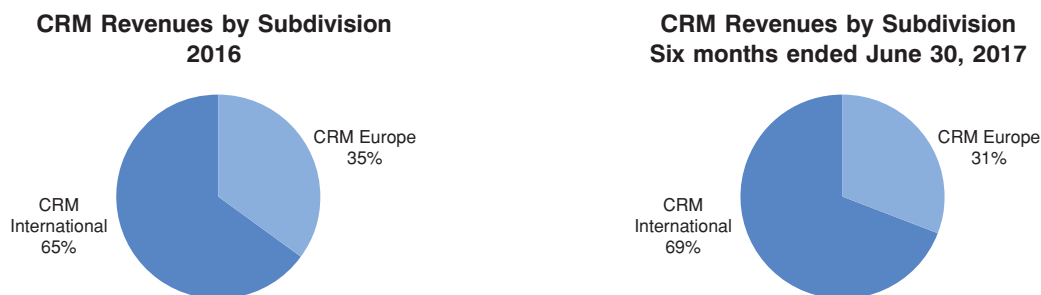 CRM Revenues by Subdivision
2016
CRM Europe
35%
CRM
International
65%
CRM Revenues by Subdivision
Six months ended June 30, 2017
CRM Europe
31%
CRM
International
69%